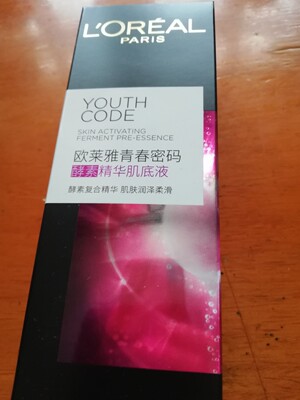 L'ORÉAL
PARIS
YOUTH
CODE
SKIN ACTIVATING
FERMENT PRE-ESSENCE
欧莱雅青春密码
酵素精华肌底液
酵素复合精华 肌肤润泽柔滑